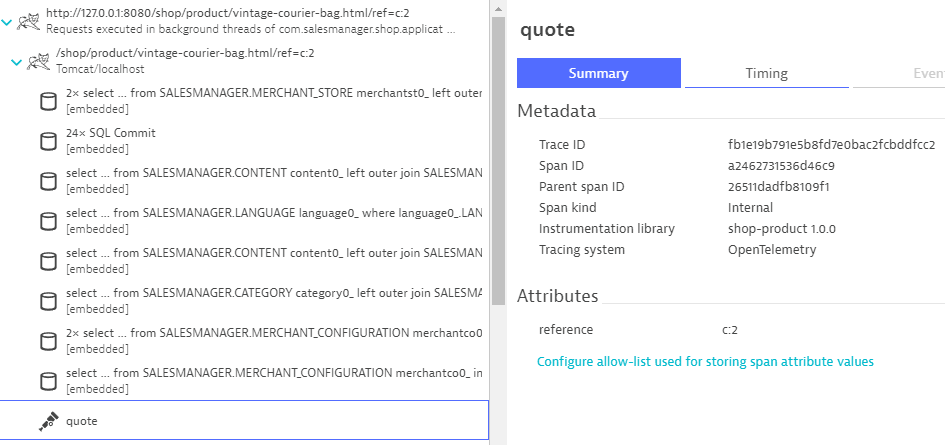 http://127.0.0.1:8080/shop/product/vintage-courier-bag.html/ref=c:2
Requests executed in background threads of com.salesmanager.shop.applicat ...
/shop/product/vintage-courier-bag.html/ref=c:2
Tomcat/localhost
2× select ... from SALESMANAGER.MERCHANT_STORE merchantst0_ left outer
[embedded]
24× SQL Commit
[embedded]
select ... from SALESMANAGER.CONTENT content0_ left outer join SALESMAN
[embedded]
select ... from SALESMANAGER.LANGUAGE language0_ where language0_.LAN
[embedded]
select ... from SALESMANAGER.CONTENT content0_ left outer join SALESMAN
[embedded]
select ... from SALESMANAGER.CATEGORY category0_ left outer join SALESMA
[embedded]
2× select ... from SALESMANAGER.MERCHANT_CONFIGURATION merchantco0
[embedded]
select ... from SALESMANAGER.MERCHANT_CONFIGURATION merchantco0_ in
[embedded]
quote
quote
Summary Timing Even
Metadata
Trace ID fb1e19b791e5b8fd7e0bac2fcbddfcc2
Span ID a2462731536d46c9
Parent span ID 26511dadfb8109f1
Span kind Internal
Instrumentation library shop-product 1.0.0
Tracing system OpenTelemetry
Attributes
reference c:2
Configure allow-list used for storing span attribute values